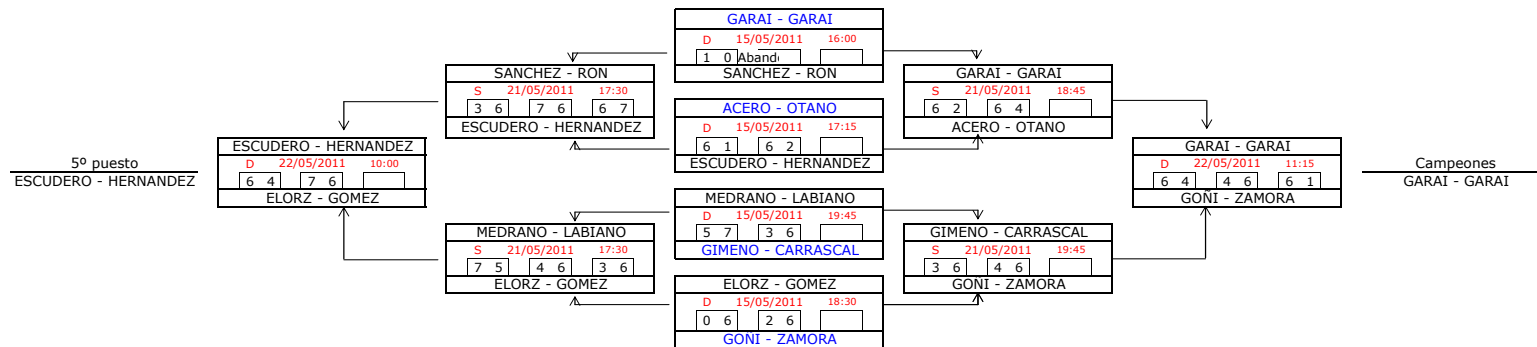 GARAI - GARAI
D 15/05/2011 16:00
1 0 Aband
SANCHEZ - RON
SANCHEZ - RON
S 21/05/2011 17:30
3 6 7 6 6 7
ESCUDERO - HERNANDEZ
GARAI - GARAI
S 21/05/2011 18:45
6 2 6 4
ACERO - OTANO
ACERO - OTANO
D 15/05/2011 17:15
6 1 6 2
ESCUDERO - HERNANDEZ
5º puesto
ESCUDERO - HERNANDEZ
ESCUDERO - HERNANDEZ
D 22/05/2011 10:00
6 4 7 6
ELORZ - GOMEZ
GARAI - GARAI
D 22/05/2011 11:15
6 4 4 6 6 1
GOÑI - ZAMORA
Campeones
GARAI - GARAI
MEDRANO - LABIANO
D 15/05/2011 19:45
5 7 3 6
GIMENO - CARRASCAL
MEDRANO - LABIANO
S 21/05/2011 17:30
7 5 4 6 3 6
ELORZ - GOMEZ
GIMENO - CARRASCAL
S 21/05/2011 19:45
3 6 4 6
GOÑI - ZAMORA
ELORZ - GOMEZ
D 15/05/2011 18:30
0 6 2 6
GOÑI - ZAMORA